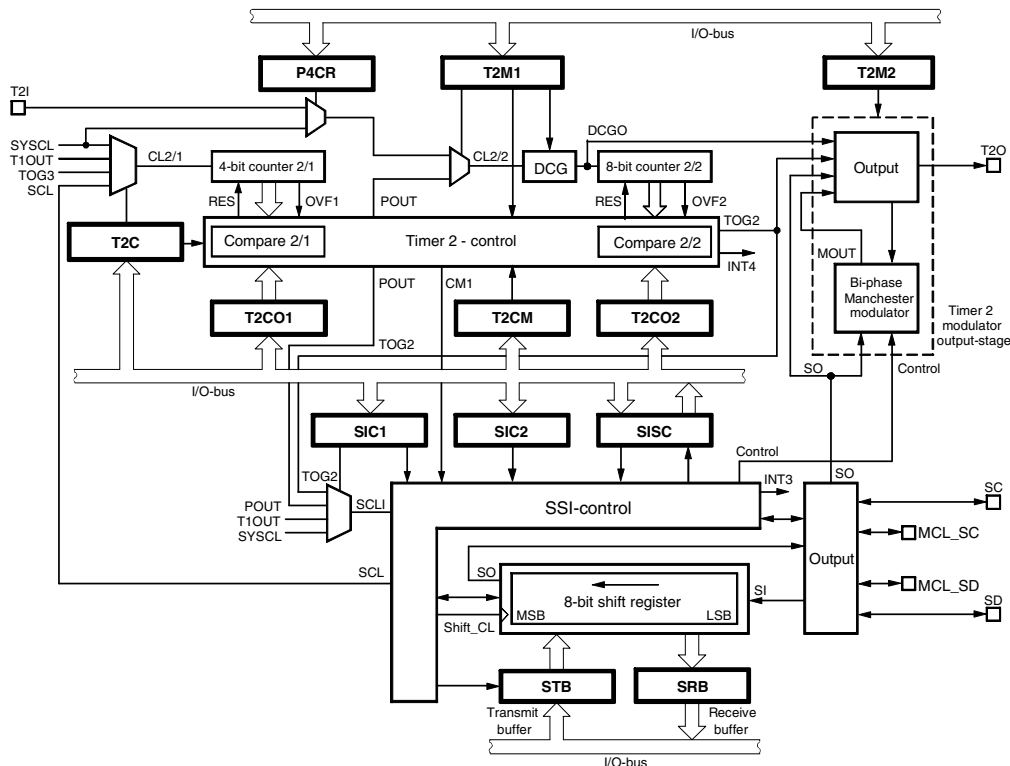 I/O-bus
P4CR
T2M1
T2M2
T2I
DCGO
SYSCL
T1OUT
TOG3
SCL
CL2/1
4-bit counter 2/1
CL2/2
DCG
8-bit counter 2/2
Output
T2O
RES
OVF1
POUT
RES
OVF2
TOG2
T2C
Compare 2/1
Timer 2 - control
Compare 2/2
INT4
MOUT
POUT
CM1
Bi-phase
Manchester
modulator
T2CO1
T2CM
T2CO2
Timer 2
modulator
output-stage
TOG2
I/O-bus
SO
Control
SIC1
SIC2
SISC
Control
TOG2
INT3
SO
POUT
T1OUT
SYSCL
SCLI
SSI-control
SC
MCL_SC
Output
SCL
SO
SI
MCL_SD
SD
8-bit shift register
MSB
LSB
Shift_CL
STB
SRB
Transmit
buffer
Receive
buffer
I/O-bus